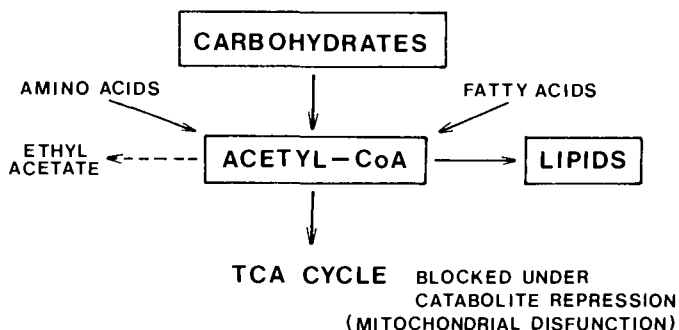 CARBOHYDRATES
AMINO ACIDS
FATTY ACIDS
ETHYL
ACETATE
ACETYL-CoA
LIPIDS
TCA CYCLE BLOCKED UNDER
CATABOLITE REPRESSION
(MITOCHONDRIAL DISFUNCTION)